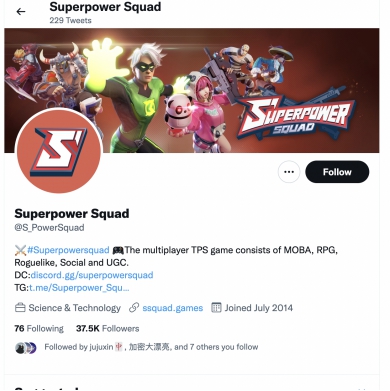 Superpower Squad
229 Tweets
SUPERPOWER
SQUAD
S
Follow
Superpower Squad
@S_PowerSquad
⚔️#Superpowersquad 🎮The multiplayer TPS game consists of MOBA, RPG,
Roguelike, Social and UGC.
DC:discord.gg/superpowersquad
TG:t.me/Superpower_Squ...
Science & Technology ssquad.games Joined July 2014
76 Following 37.5K Followers
Followed by jujuxin🀄, 加密大漂亮, and 7 others you follow